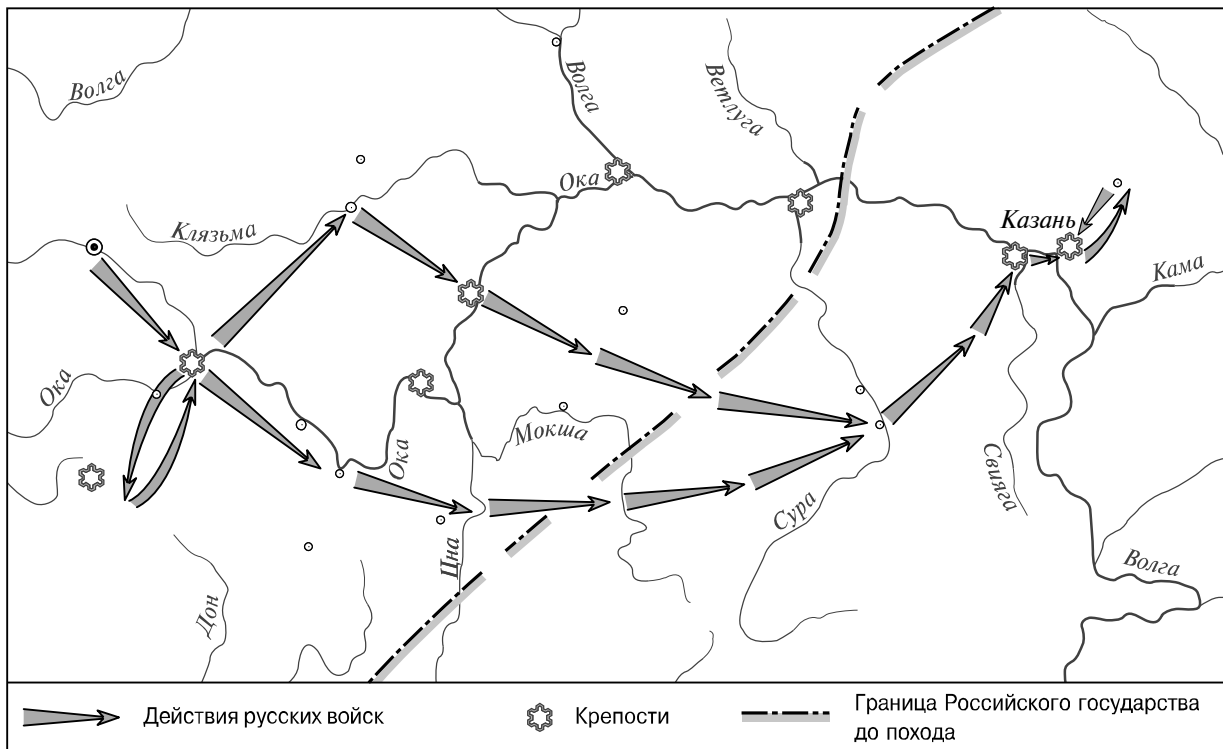 Волга
Волга
Ветлуга
Ока
Клязьма
Казань
Кама
Ока
Мокша
Ока
Свияга
Сура
Цна
Волга
Дон
Действия русских войск
Крепости
Граница Российского государства
до похода